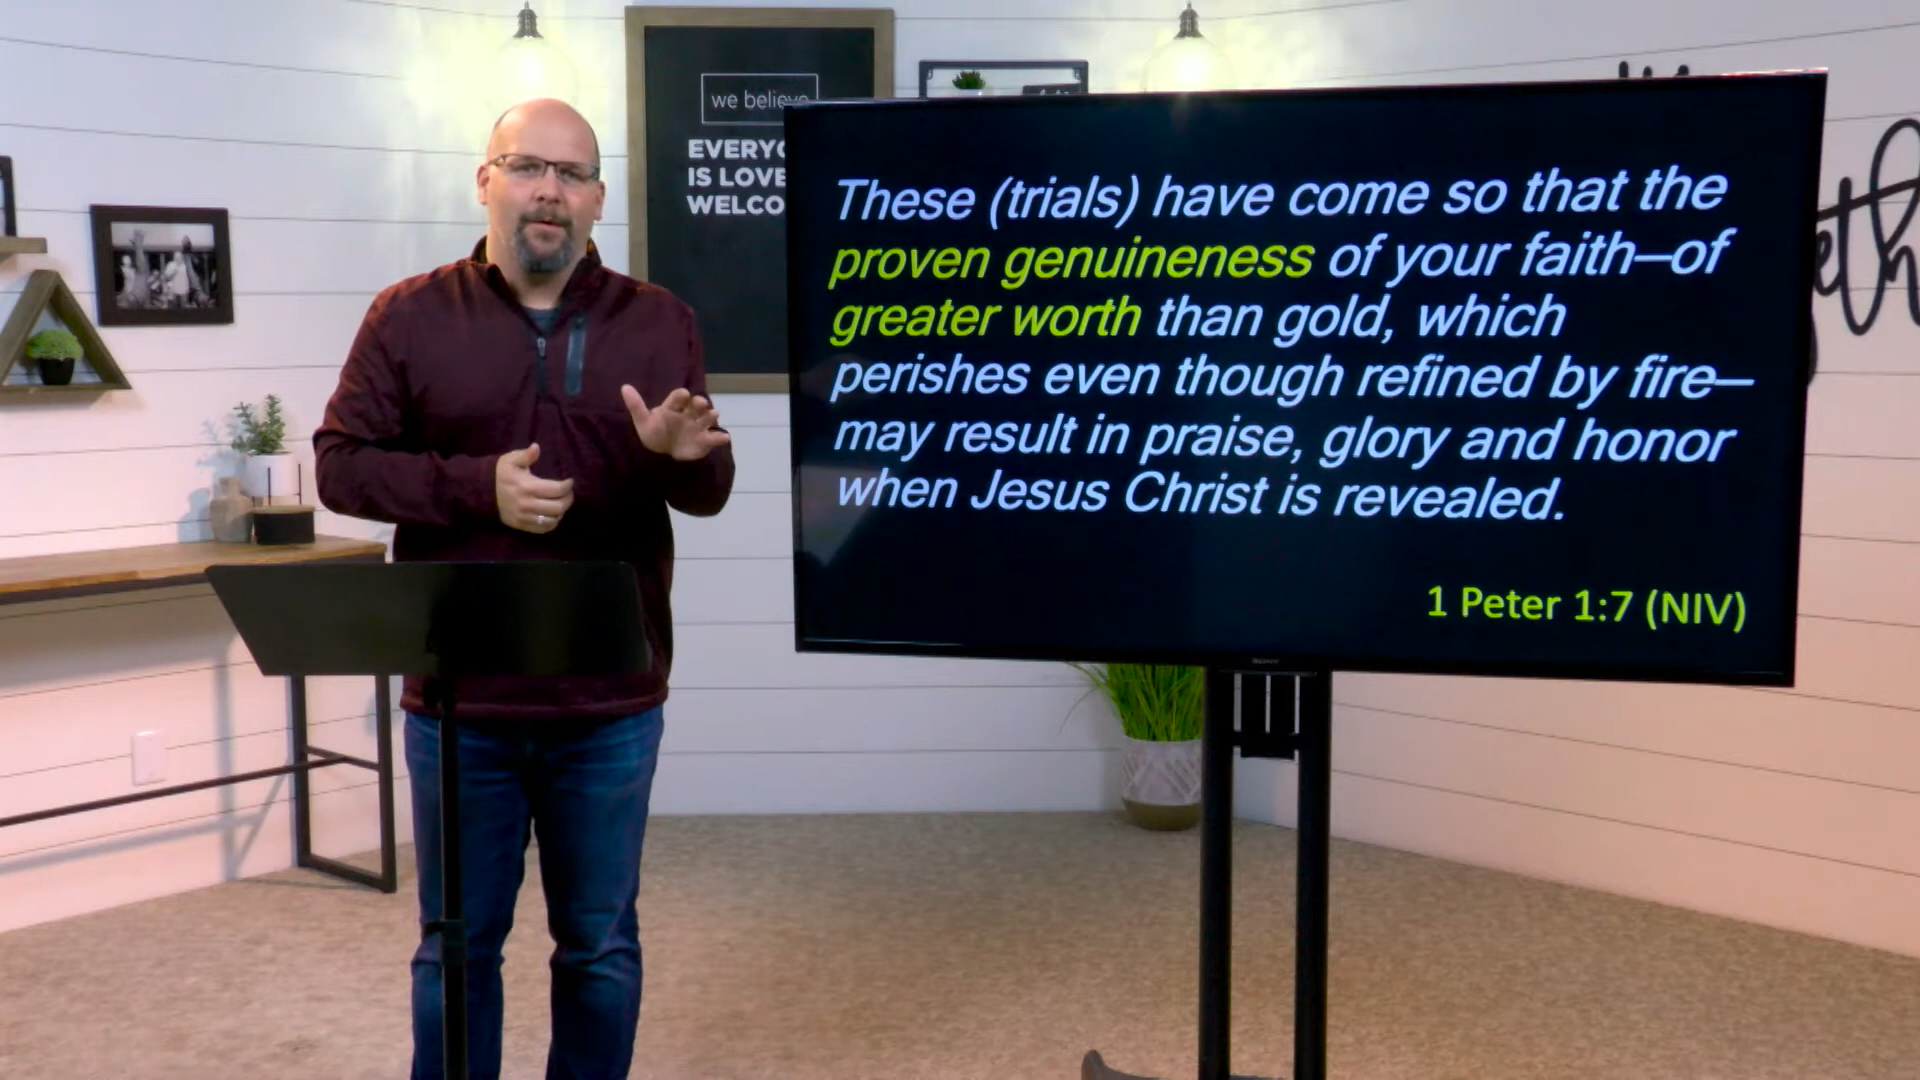 we believe
EVERYO
IS LOVE
WELCO
These (trials) have come so that the
proven genuineness of your faith—of
greater worth than gold, which
perishes even though refined by fire—
may result in praise, glory and honor
when Jesus Christ is revealed.
1 Peter 1:7 (NIV)
SONY